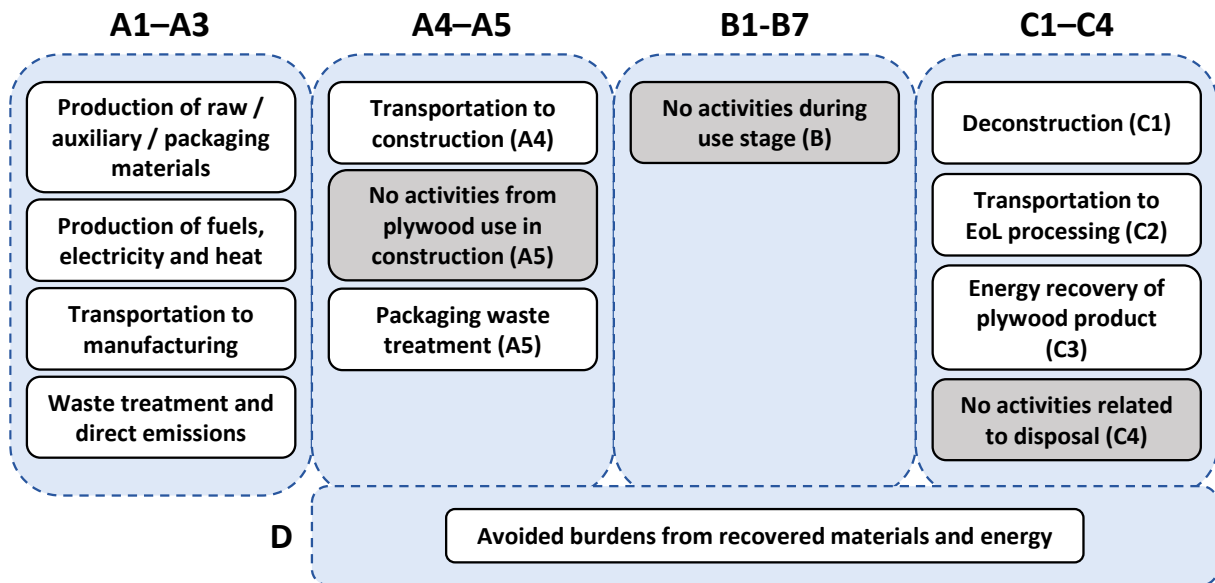 A1–A3
A4–A5
B1-B7
C1–C4
Production of raw /
auxiliary / packaging
materials
Production of fuels,
electricity and heat
Transportation to
manufacturing
Waste treatment and
direct emissions
Transportation to
construction (A4)
No activities from
plywood use in
construction (A5)
Packaging waste
treatment (A5)
No activities during
use stage (B)
Deconstruction (C1)
Transportation to
EoL processing (C2)
Energy recovery of
plywood product
(C3)
No activities related
to disposal (C4)
D
Avoided burdens from recovered materials and energy